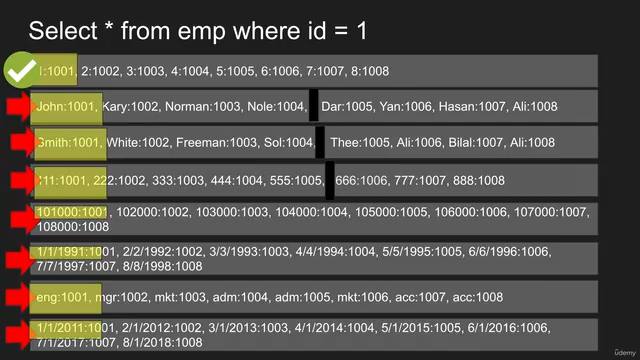 Select * from emp where id = 1
1:1001, 2:1002, 3:1003, 4:1004, 5:1005, 6:1006, 7:1007, 8:1008
John:1001, Kary:1002, Norman:1003, Nole:1004, Dar:1005, Yan:1006, Hasan:1007, Ali:1008
Smith:1001, White:1002, Freeman:1003, Sol:1004, Thee:1005, Ali:1006, Bilal:1007, Ali:1008
111:1001, 222:1002, 333:1003, 444:1004, 555:1005, 666:1006, 777:1007, 888:1008
101000:1001, 102000:1002, 103000:1003, 104000:1004, 105000:1005, 106000:1006, 107000:1007,
108000:1008
1/1/1991:1001, 2/2/1992:1002, 3/3/1993:1003, 4/4/1994:1004, 5/5/1995:1005, 6/6/1996:1006,
7/7/1997:1007, 8/8/1998:1008
eng:1001, mgr:1002, mkt:1003, adm:1004, adm:1005, mkt:1006, acc:1007, acc:1008
1/1/2011:1001, 2/1/2012:1002, 3/1/2013:1003, 4/1/2014:1004, 5/1/2015:1005, 6/1/2016:1006,
7/1/2017:1007, 8/1/2018:1008
udemy